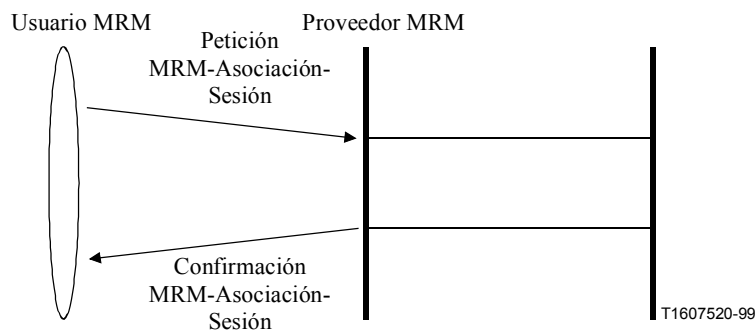 Usuario MRM
Proveedor MRM
Petición
MRM-Asociación-
Sesión
Confirmación
MRM-Asociación-
Sesión
T1607520-99